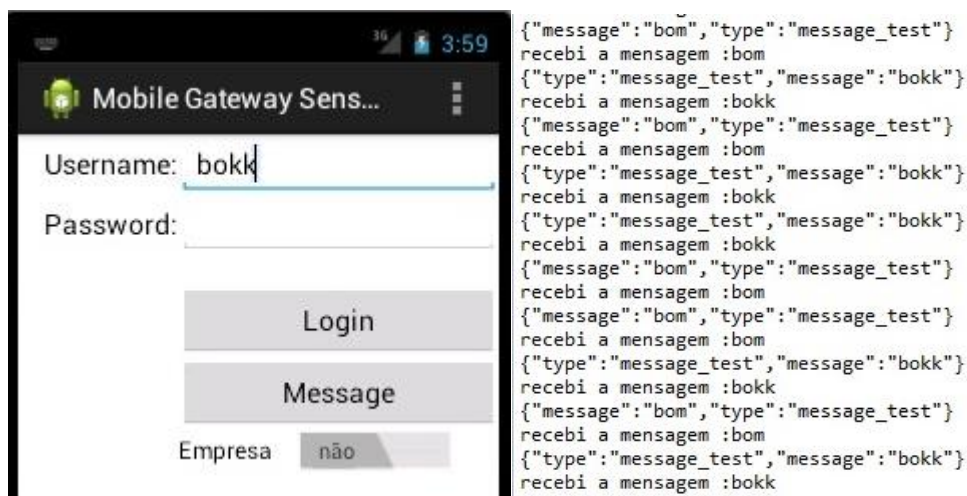 36 3:59
Mobile Gateway Sens...
Username: bokk
Password:
Login
Message
Empresa não
{"message":"bom","type":"message_test"}
recebi a mensagem :bom
{"type":"message_test","message":"bokk"}
recebi a mensagem :bokk
{"message":"bom","type":"message_test"}
recebi a mensagem :bom
{"type":"message_test","message":"bokk"}
recebi a mensagem :bokk
{"type":"message_test","message":"bokk"}
recebi a mensagem :bokk
{"message":"bom","type":"message_test"}
recebi a mensagem :bom
{"message":"bom","type":"message_test"}
recebi a mensagem :bom
{"type":"message_test","message":"bokk"}
recebi a mensagem :bokk
{"message":"bom","type":"message_test"}
recebi a mensagem :bom
{"type":"message_test","message":"bokk"}
recebi a mensagem :bokk